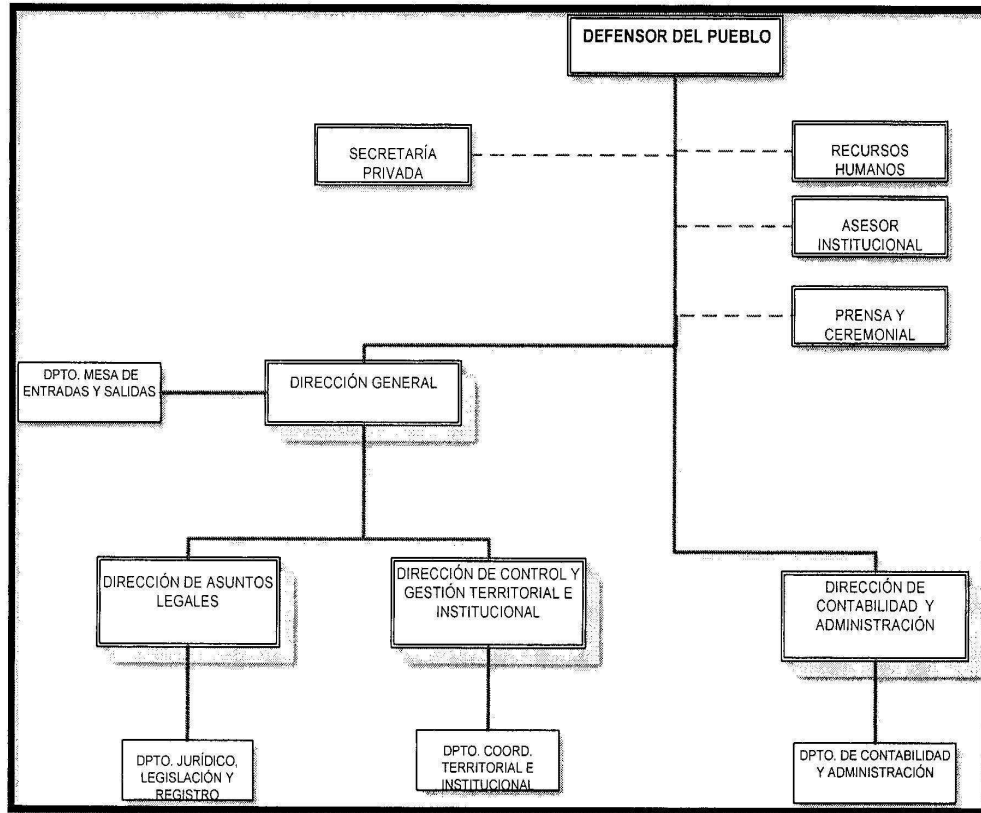 DEFENSOR DEL PUEBLO
SECRETARÍA
PRIVADA
RECURSOS
HUMANOS
ASESOR
INSTITUCIONAL
PRENSA Y
CEREMONIAL
DPTO. MESA DE
ENTRADAS Y SALIDAS
DIRECCIÓN GENERAL
DIRECCIÓN DE ASUNTOS
LEGALES
DIRECCIÓN DE CONTROL Y
GESTIÓN TERRITORIAL E
INSTITUCIONAL
DIRECCIÓN DE
CONTABILIDAD Y
ADMINISTRACIÓN
DPTO. JURÍDICO,
LEGISLACIÓN Y
REGISTRO
DPTO. COORD.
TERRITORIAL E
INSTITUCIONAL
DPTO. DE CONTABILIDAD
Y ADMINISTRACIÓN